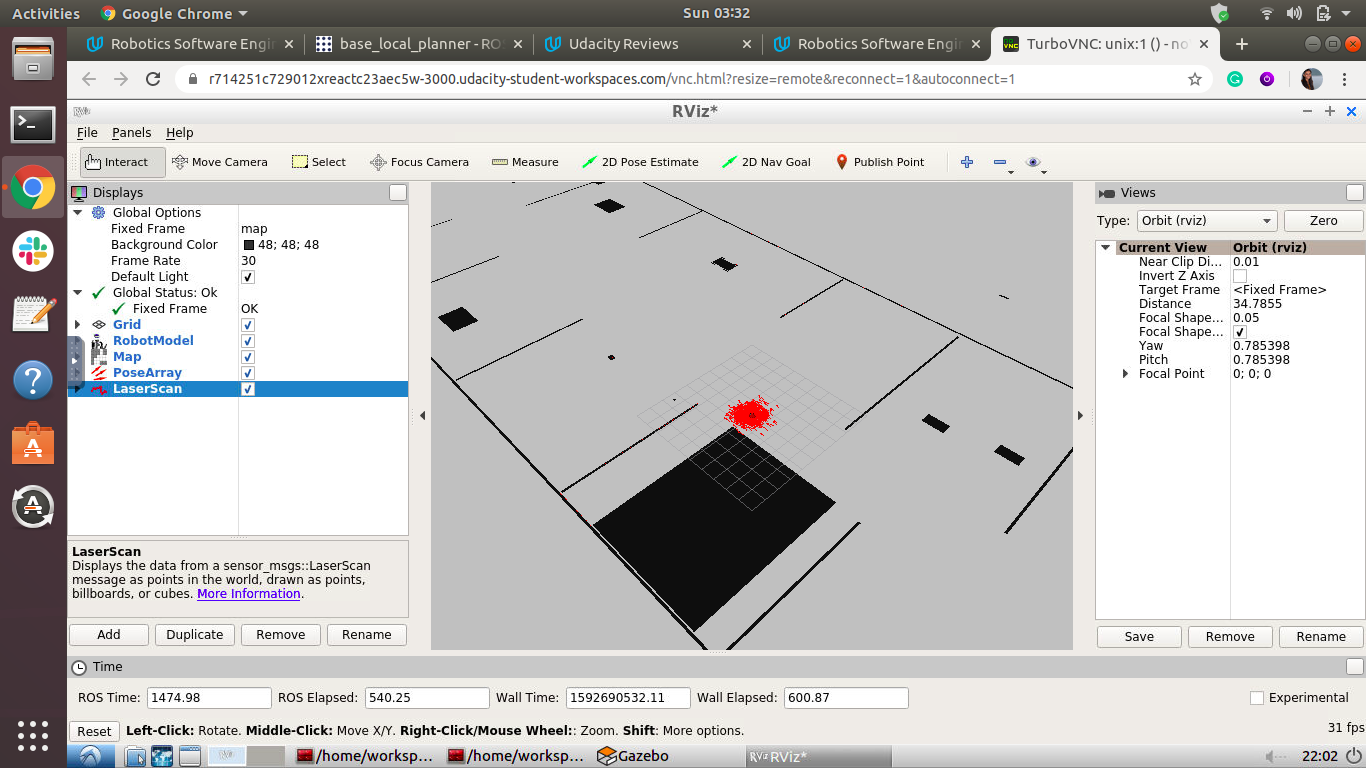 Activities Google Chrome Sun 03:32
Robotics Software Engin base_local_planner - RO Udacity Reviews Robotics Software Engin TurboVNC: unix:1 () - no
r714251c729012xreactc23aec5w-3000.udacity-student-workspaces.com/vnc.html?resize=remote&reconnect=1&autoconnect=1
RViz*
File Panels Help
Interact Move Camera Select Focus Camera Measure 2D Pose Estimate 2D Nav Goal Publish Point
Displays
Global Options
Fixed Frame map
Background Color 48; 48; 48
Frame Rate 30
Default Light
Global Status: Ok
Fixed Frame OK
Grid
RobotModel
Map
PoseArray
LaserScan
LaserScan
Displays the data from a sensor_msgs::LaserScan
message as points in the world, drawn as points,
billboards, or cubes. More Information.
Add Duplicate Remove Rename
Views
Type: Orbit (rviz) Zero
Current View Orbit (rviz)
Near Clip Di... 0.01
Invert Z Axis
Target Frame <Fixed Frame>
Distance 34.7855
Focal Shape... 0.05
Focal Shape...
Yaw 0.785398
Pitch 0.785398
Focal Point 0; 0; 0
Save Remove Rename
Time
ROS Time: 1474.98 ROS Elapsed: 540.25 Wall Time: 1592690532.11 Wall Elapsed: 600.87 Experimental
Reset Left-Click: Rotate. Middle-Click: Move X/Y. Right-Click/Mouse Wheel:: Zoom. Shift: More options. 31 fps
/home/worksp... /home/worksp... Gazebo RViz* 22:02